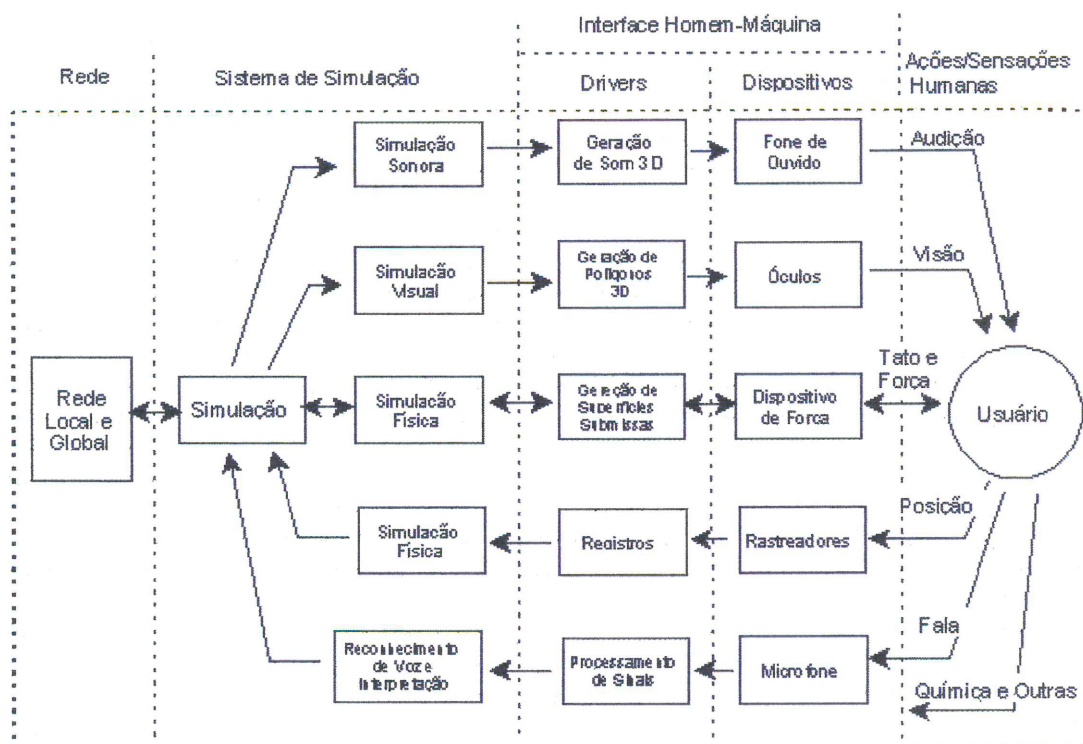 Interface Homem-Máquina
Rede
Sistema de Simulação
Drivers
Dispositivos
Ações/Sensações
Humanas
Simulação
Sonora
Geração
de Som 3D
Fone de
Ouvido
Audição
Simulação
Visual
Geração de
Polígonos
3D
Óculos
Visão
Rede
Local e
Global
Simulação
Simulação
Física
Gereção de
Superfícies
Submissas
Dispositivo
de Força
Tato e
Força
Usuário
Simulação
Física
Registros
Rastreadores
Posição
Reconhecimento
de Voz e
Interpretação
Processamento
de Sinais
Microfone
Fala
Química e Outras